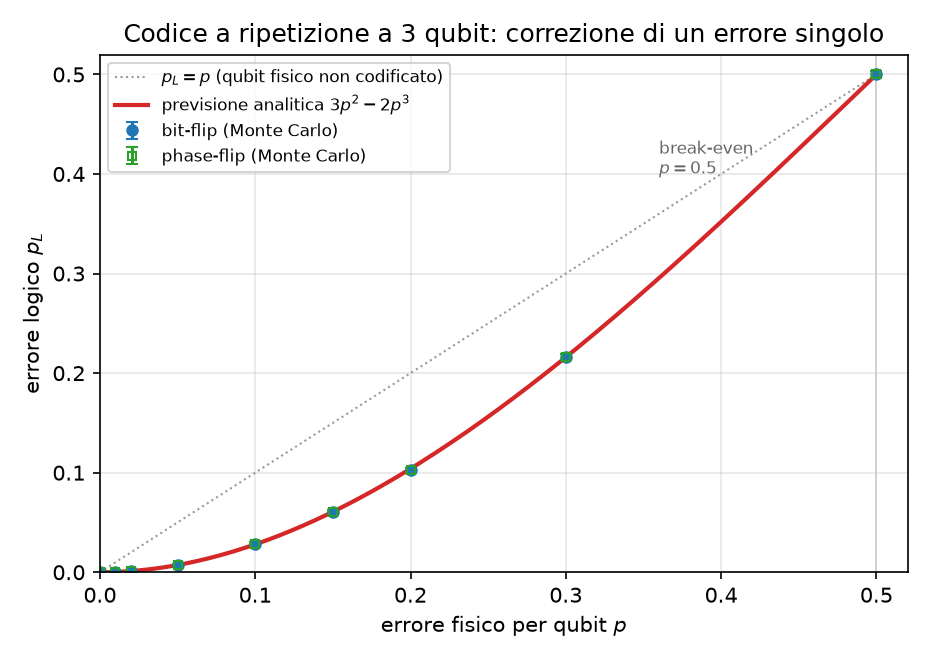 Codice a ripetizione a 3 qubit: correzione di un errore singolo
p_L = p (qubit fisico non codificato)
previsione analitica 3p² − 2p³
bit-flip (Monte Carlo)
phase-flip (Monte Carlo)
break-even
p = 0.5
errore logico p_L
0.5
0.4
0.3
0.2
0.1
0.0
0.0 0.1 0.2 0.3 0.4 0.5
errore fisico per qubit p